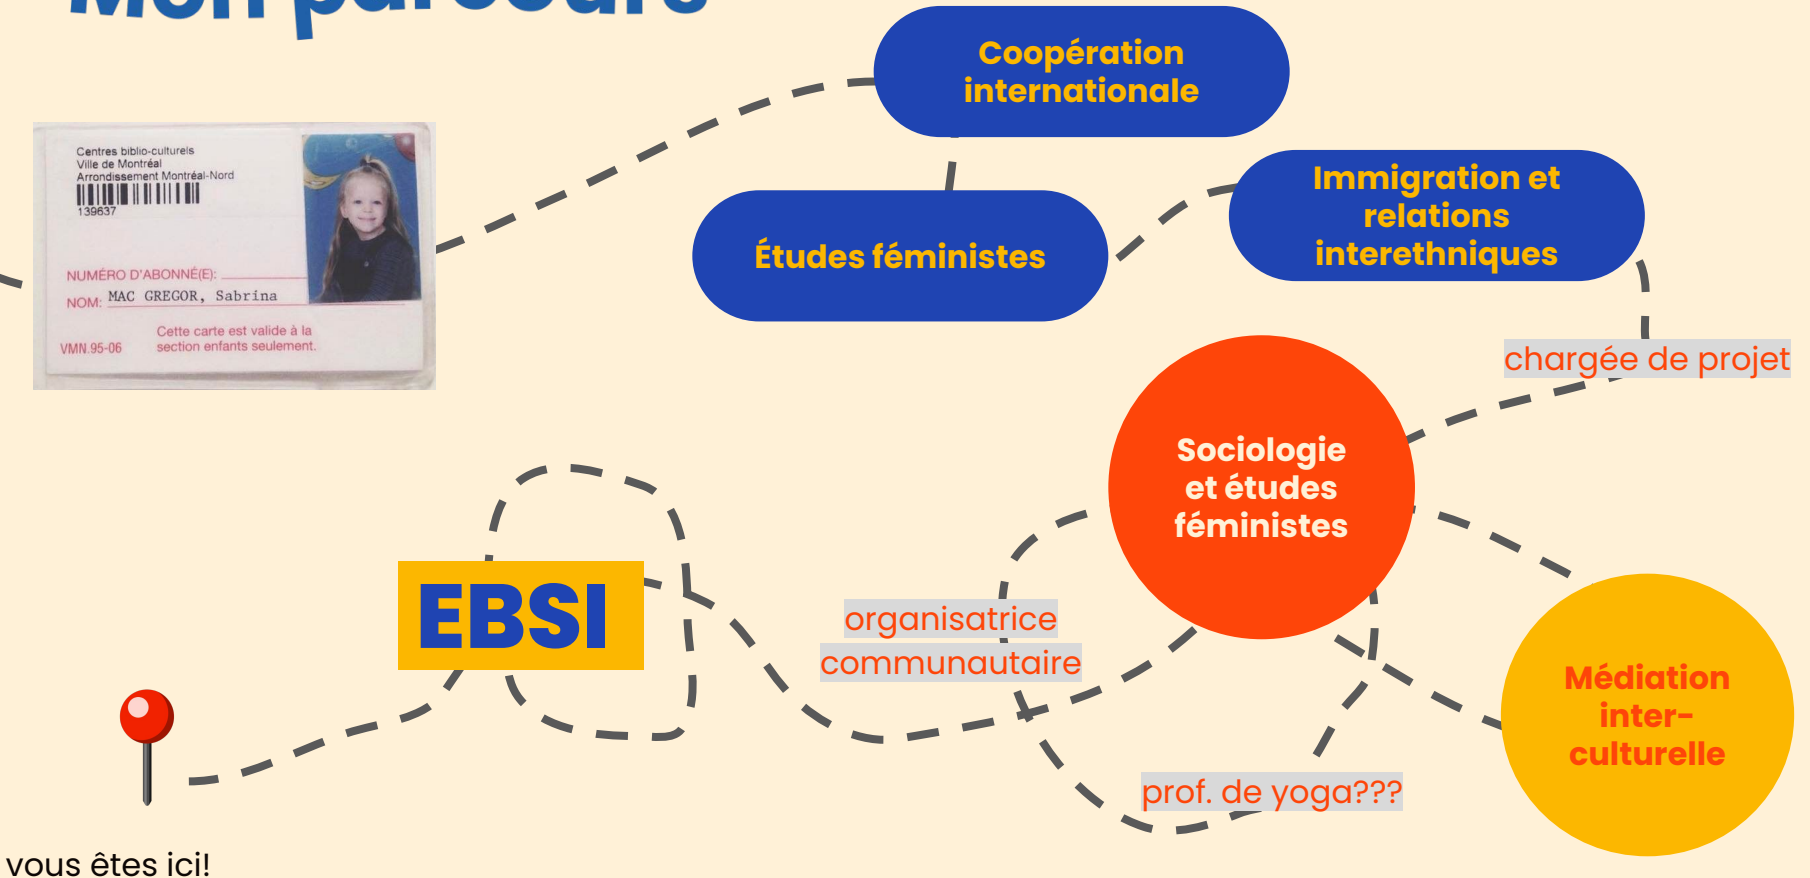 Mon parcours
Coopération
internationale
Centres biblio-culturels
Ville de Montréal
Arrondissement Montréal-Nord
139637
NUMÉRO D'ABONNÉ(E):
NOM: MAC GREGOR, Sabrina
VMN.95-06
Cette carte est valide à la
section enfants seulement.
Études féministes
Immigration et
relations
interethniques
chargée de projet
Sociologie
et études
féministes
Médiation
inter-
culturelle
organisatrice
communautaire
prof. de yoga???
EBSI
vous êtes ici!